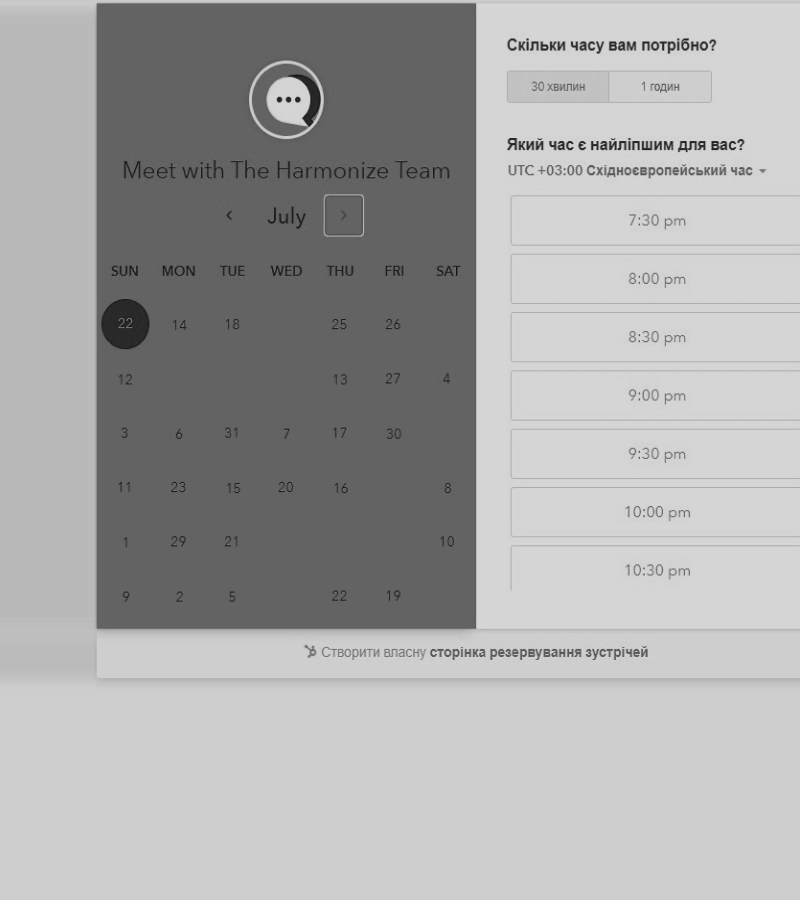 Meet with The Harmonize Team
July
SUN MON TUE WED THU FRI SAT
22 14 18 25 26
12 13 27 4
3 6 31 7 17 30
11 23 15 20 16 8
1 29 21 10
9 2 5 22 19
Скільки часу вам потрібно?
30 хвилин 1 годин
Який час є найліпшим для вас?
UTC +03:00 Східноєвропейський час
7:30 pm
8:00 pm
8:30 pm
9:00 pm
9:30 pm
10:00 pm
10:30 pm
Створити власну сторінка резервування зустрічей